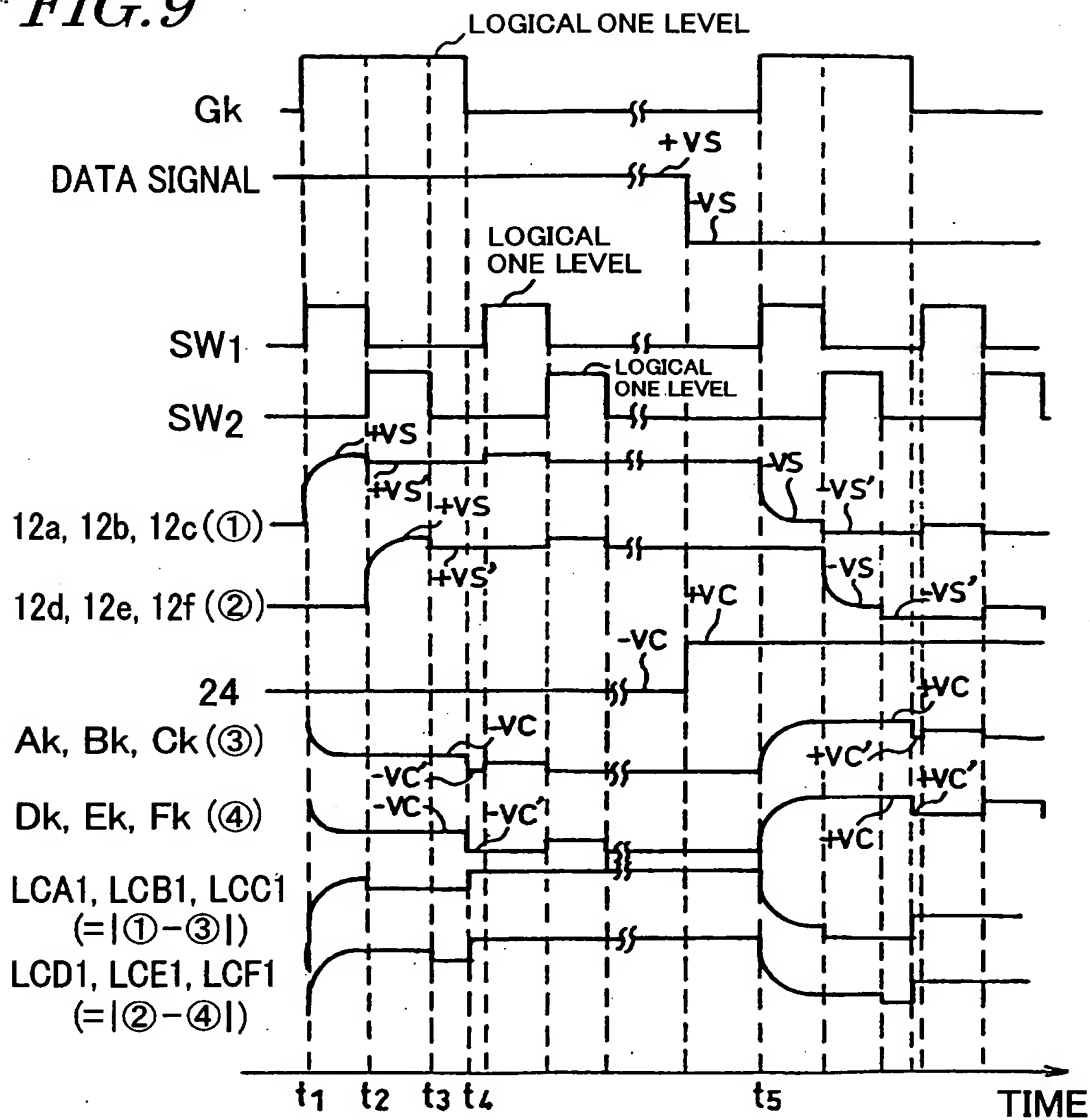 FIG.9
LOGICAL ONE LEVEL
Gk
+VS
DATA SIGNAL
-VS
LOGICAL
ONE LEVEL
SW1
LOGICAL
ONE LEVEL
SW2
+VS
+VS'
-VS
-VS'
12a, 12b, 12c (①)
+VS
+VS'
-VS
-VS'
12d, 12e, 12f (②)
+VC
-VC
24
+VC
Ak, Bk, Ck (③)
-VC
+VC'
-VC'
+VC'
Dk, Ek, Fk (④)
-VC
-VC'
+VC
LCA1, LCB1, LCC1
(=|①-③|)
LCD1, LCE1, LCF1
(=|②-④|)
t1 t2 t3 t4 t5 TIME